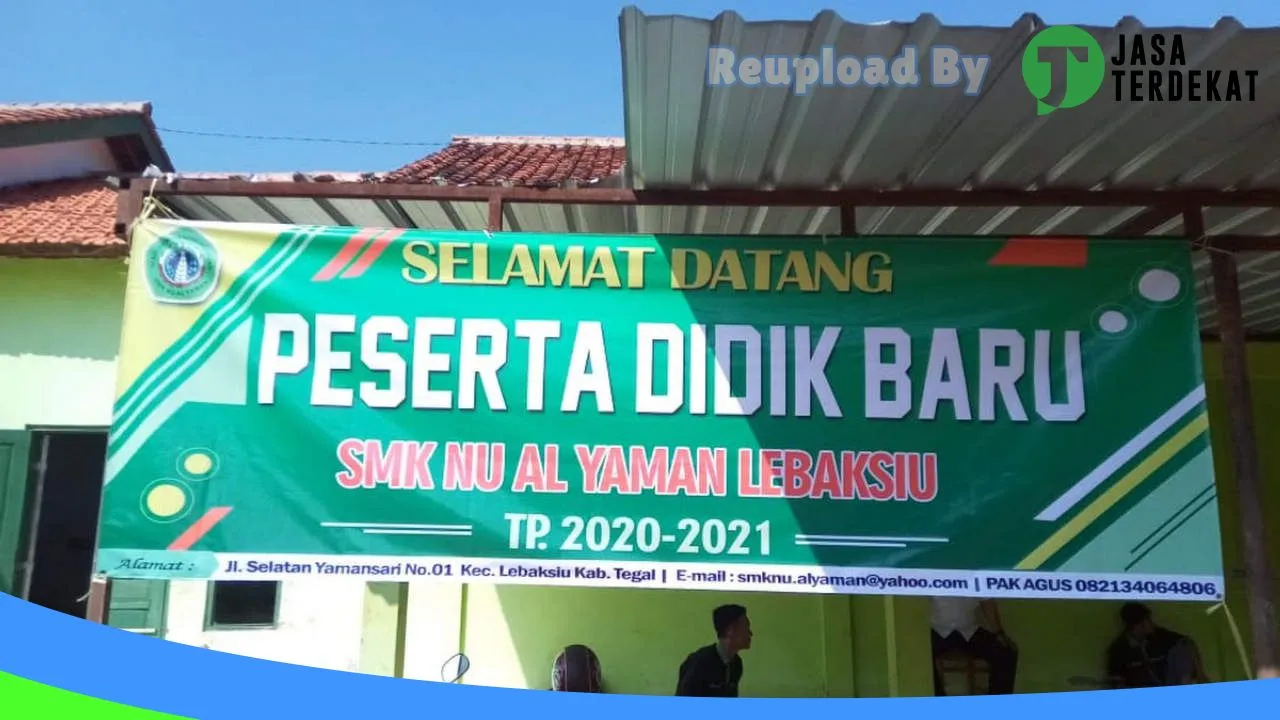 Reupload By
JASA
TERDEKAT
SELAMAT DATANG
PESERTA DIDIK BARU
SMK NU AL YAMAN LEBAKSIU
TP. 2020-2021
Alamat : Jl. Selatan Yamansari No.01 Kec. Lebaksiu Kab. Tegal | E-mail : smknu.alyaman@yahoo.com | PAK AGUS 082134064806